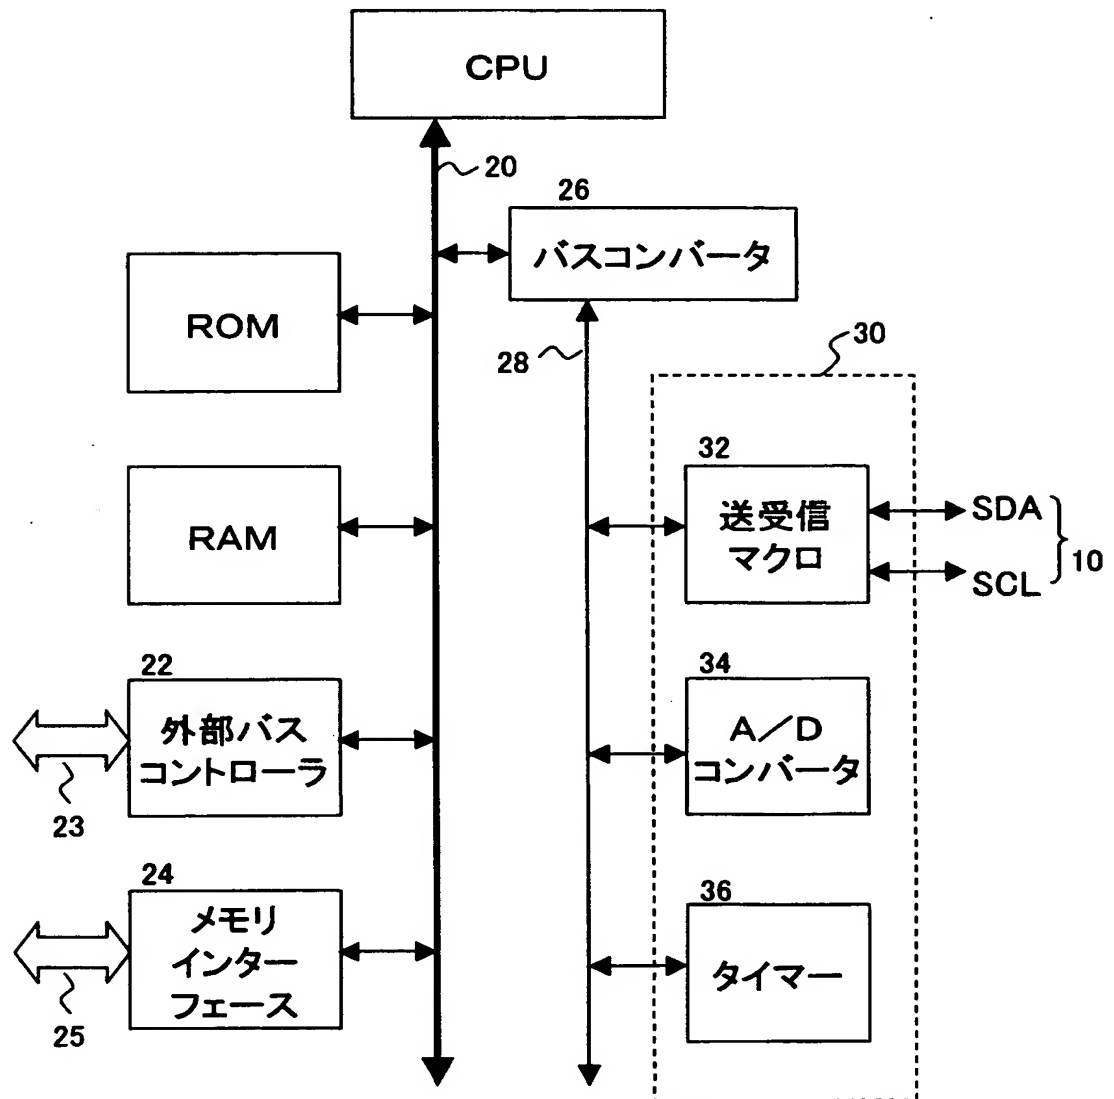 CPU
20
26
バスコンバータ
ROM
28
30
32
送受信
マクロ
SDA
SCL
10
RAM
22
外部バス
コントローラ
23
34
A/D
コンバータ
24
メモリ
インター
フェース
25
36
タイマー